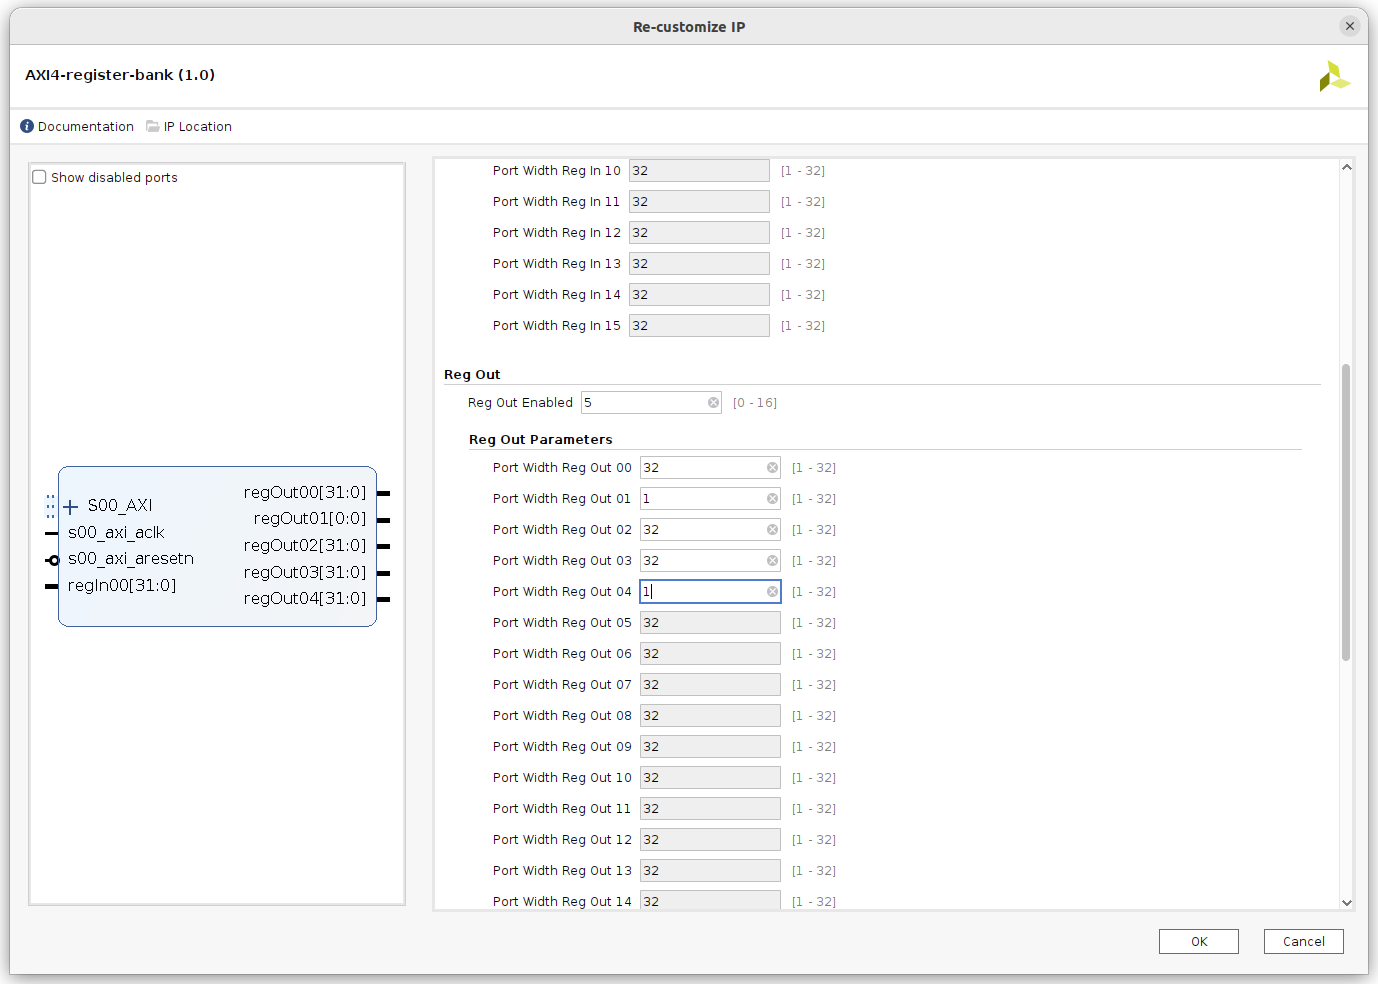 Re-customize IP
AXI4-register-bank (1.0)
Documentation IP Location
Show disabled ports
S00_AXI
s00_axi_aclk
s00_axi_aresetn
regIn00[31:0]
regOut00[31:0]
regOut01[0:0]
regOut02[31:0]
regOut03[31:0]
regOut04[31:0]
Port Width Reg In 10 32 [1 - 32]
Port Width Reg In 11 32 [1 - 32]
Port Width Reg In 12 32 [1 - 32]
Port Width Reg In 13 32 [1 - 32]
Port Width Reg In 14 32 [1 - 32]
Port Width Reg In 15 32 [1 - 32]
Reg Out
Reg Out Enabled 5 [0 - 16]
Reg Out Parameters
Port Width Reg Out 00 32 [1 - 32]
Port Width Reg Out 01 1 [1 - 32]
Port Width Reg Out 02 32 [1 - 32]
Port Width Reg Out 03 32 [1 - 32]
Port Width Reg Out 04 1 [1 - 32]
Port Width Reg Out 05 32 [1 - 32]
Port Width Reg Out 06 32 [1 - 32]
Port Width Reg Out 07 32 [1 - 32]
Port Width Reg Out 08 32 [1 - 32]
Port Width Reg Out 09 32 [1 - 32]
Port Width Reg Out 10 32 [1 - 32]
Port Width Reg Out 11 32 [1 - 32]
Port Width Reg Out 12 32 [1 - 32]
Port Width Reg Out 13 32 [1 - 32]
Port Width Reg Out 14 32 [1 - 32]
OK Cancel